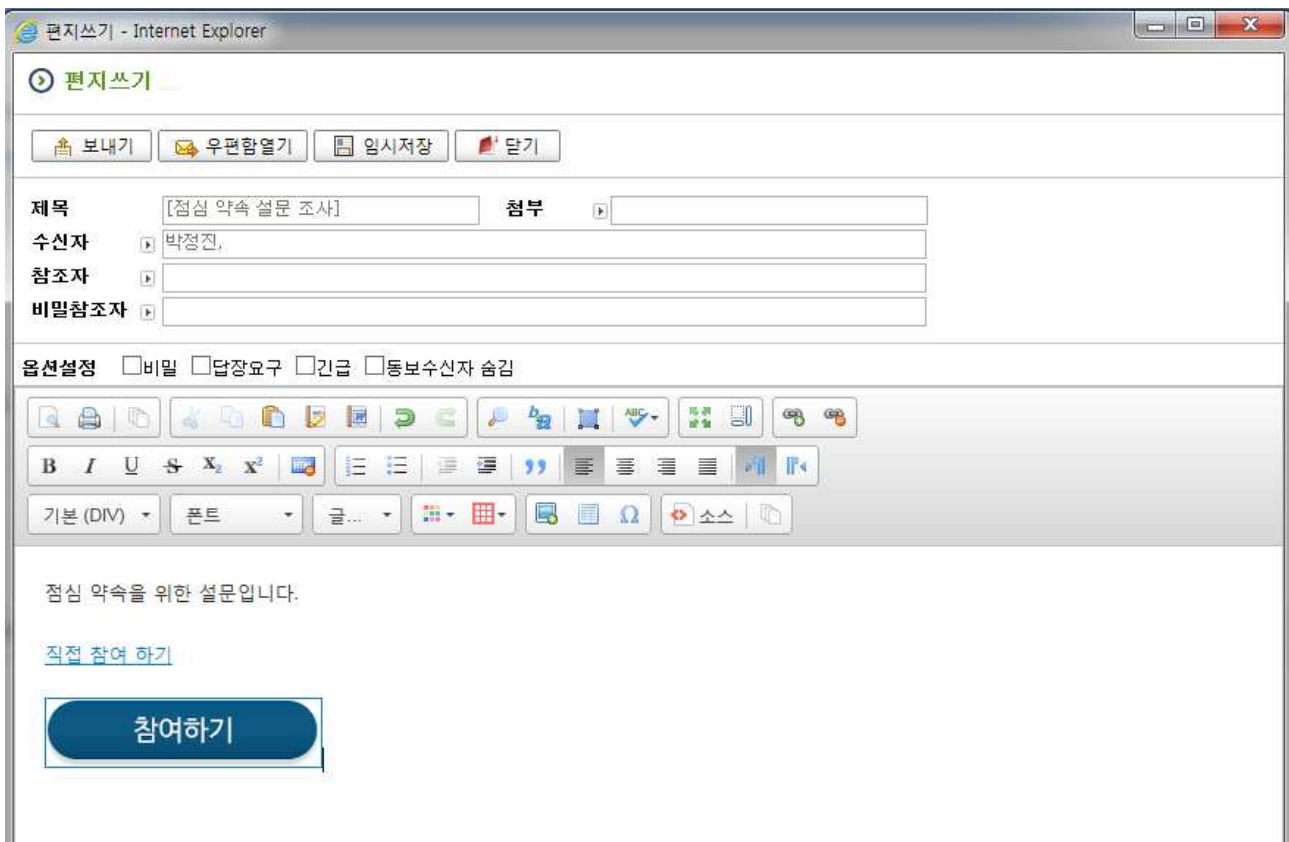 편지쓰기 - Internet Explorer
편지쓰기
보내기 우편함열기 임시저장 닫기
제목 [점심 약속 설문 조사] 첨부
수신자 박정진,
참조자
비밀참조자
옵션설정 비밀 답장요구 긴급 동보수신자 숨김
ABC
B I U S X₂ x²
기본 (DIV) 폰트 글... Ω 소스
점심 약속을 위한 설문입니다.
직접 참여 하기
참여하기